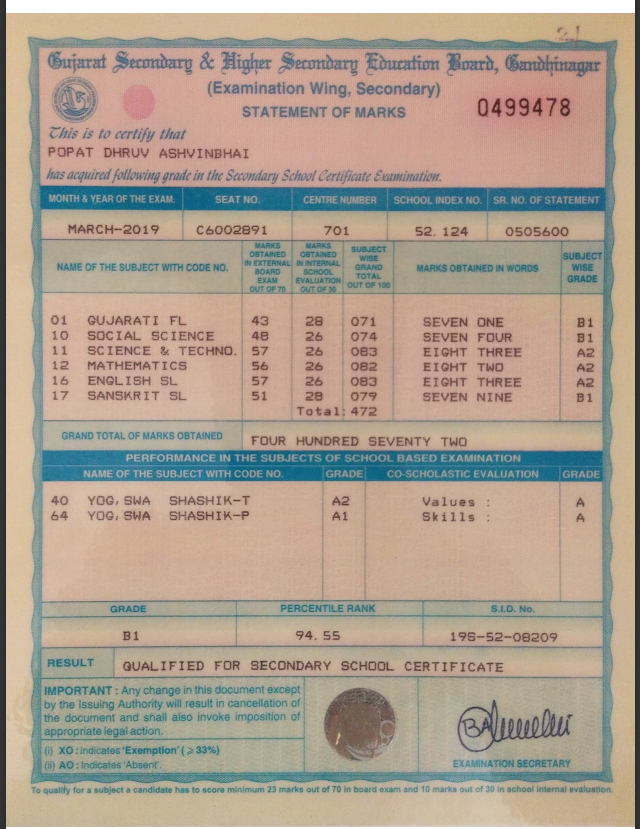 Gujarat Secondary & Higher Secondary Education Board, Gandhinagar
(Examination Wing, Secondary)
STATEMENT OF MARKS
Q499478
This is to certify that
POPAT DHRUV ASHVINBHAI
has acquired following grade in the Secondary School Certificate Examination.
MONTH & YEAR OF THE EXAM. SEAT NO. CENTRE NUMBER SCHOOL INDEX NO. SR. NO. OF STATEMENT
MARCH-2019 C6002891 701 52.124 0505600
NAME OF THE SUBJECT WITH CODE NO. MARKS OBTAINED IN EXTERNAL BOARD EXAM OUT OF 70 MARKS OBTAINED IN INTERNAL SCHOOL EVALUATION OUT OF 30 SUBJECT WISE GRAND TOTAL OUT OF 100 MARKS OBTAINED IN WORDS SUBJECT WISE GRADE
01 GUJARATI FL 43 28 071 SEVEN ONE B1
10 SOCIAL SCIENCE 48 26 074 SEVEN FOUR B1
11 SCIENCE & TECHNO. 57 26 083 EIGHT THREE A2
12 MATHEMATICS 56 26 082 EIGHT TWO A2
16 ENGLISH SL 57 26 083 EIGHT THREE A2
17 SANSKRIT SL 51 28 079 SEVEN NINE B1
Total: 472
GRAND TOTAL OF MARKS OBTAINED FOUR HUNDRED SEVENTY TWO
PERFORMANCE IN THE SUBJECTS OF SCHOOL BASED EXAMINATION
NAME OF THE SUBJECT WITH CODE NO. GRADE CO-SCHOLASTIC EVALUATION GRADE
40 YOG,SWA SHASHIK-T A2 Values : A
64 YOG,SWA SHASHIK-P A1 Skills : A
GRADE PERCENTILE RANK S.I.D. No.
B1 94.55 19S-52-08209
RESULT QUALIFIED FOR SECONDARY SCHOOL CERTIFICATE
IMPORTANT : Any change in this document except
by the Issuing Authority will result in cancellation of
the document and shall also invoke imposition of
appropriate legal action.
(i) XO : indicates 'Exemption' (⩾ 33%)
(ii) AO : Indicates 'Absent'.
EXAMINATION SECRETARY
To qualify for a subject a candidate has to score minimum 23 marks out of 70 in board exam and 10 marks out of 30 in school internal evaluation.